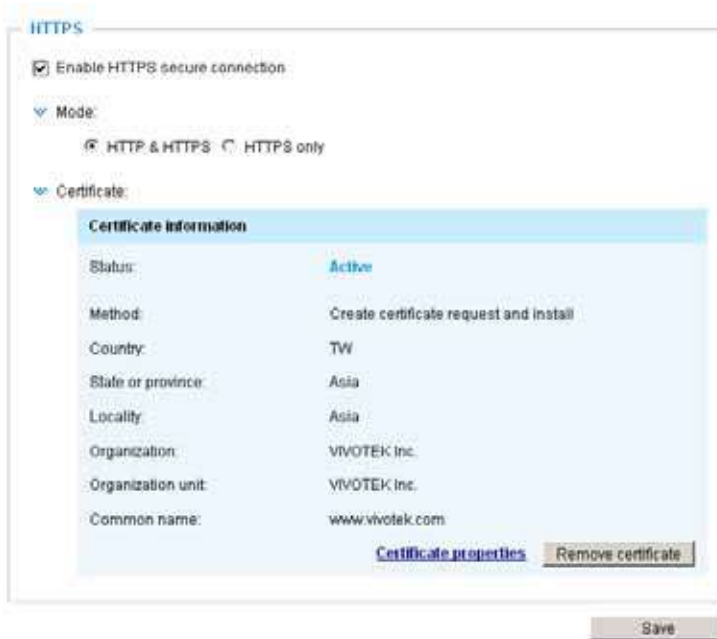 HTTPS
Enable HTTPS secure connection
Mode:
HTTP & HTTPS HTTPS only
Certificate:
Certificate information
Status: Active
Method: Create certificate request and install
Country: TW
State or province: Asia
Locality: Asia
Organization: VIVOTEK Inc.
Organization unit: VIVOTEK Inc.
Common name: www.vivotek.com
Certificate properties Remove certificate
Save